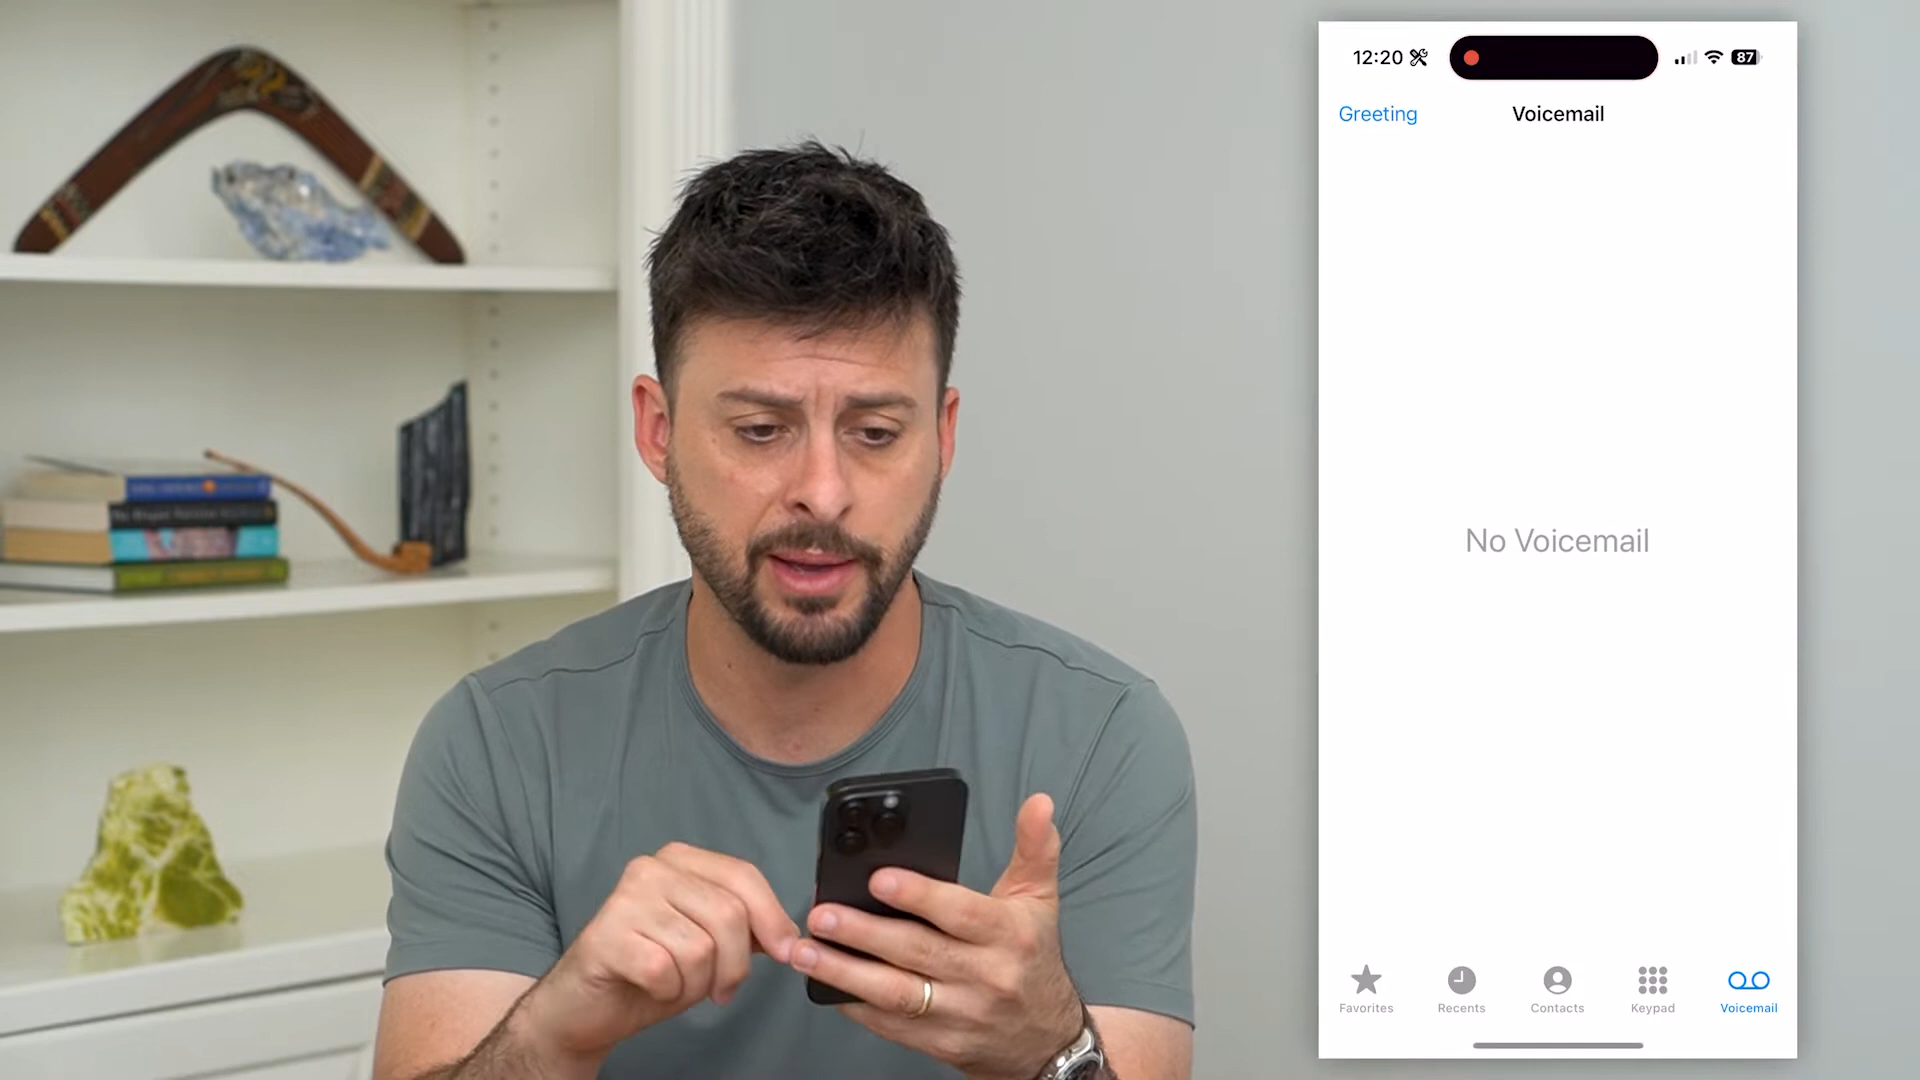 12:20
87
Greeting
Voicemail
No Voicemail
Favorites
Recents
Contacts
Keypad
Voicemail